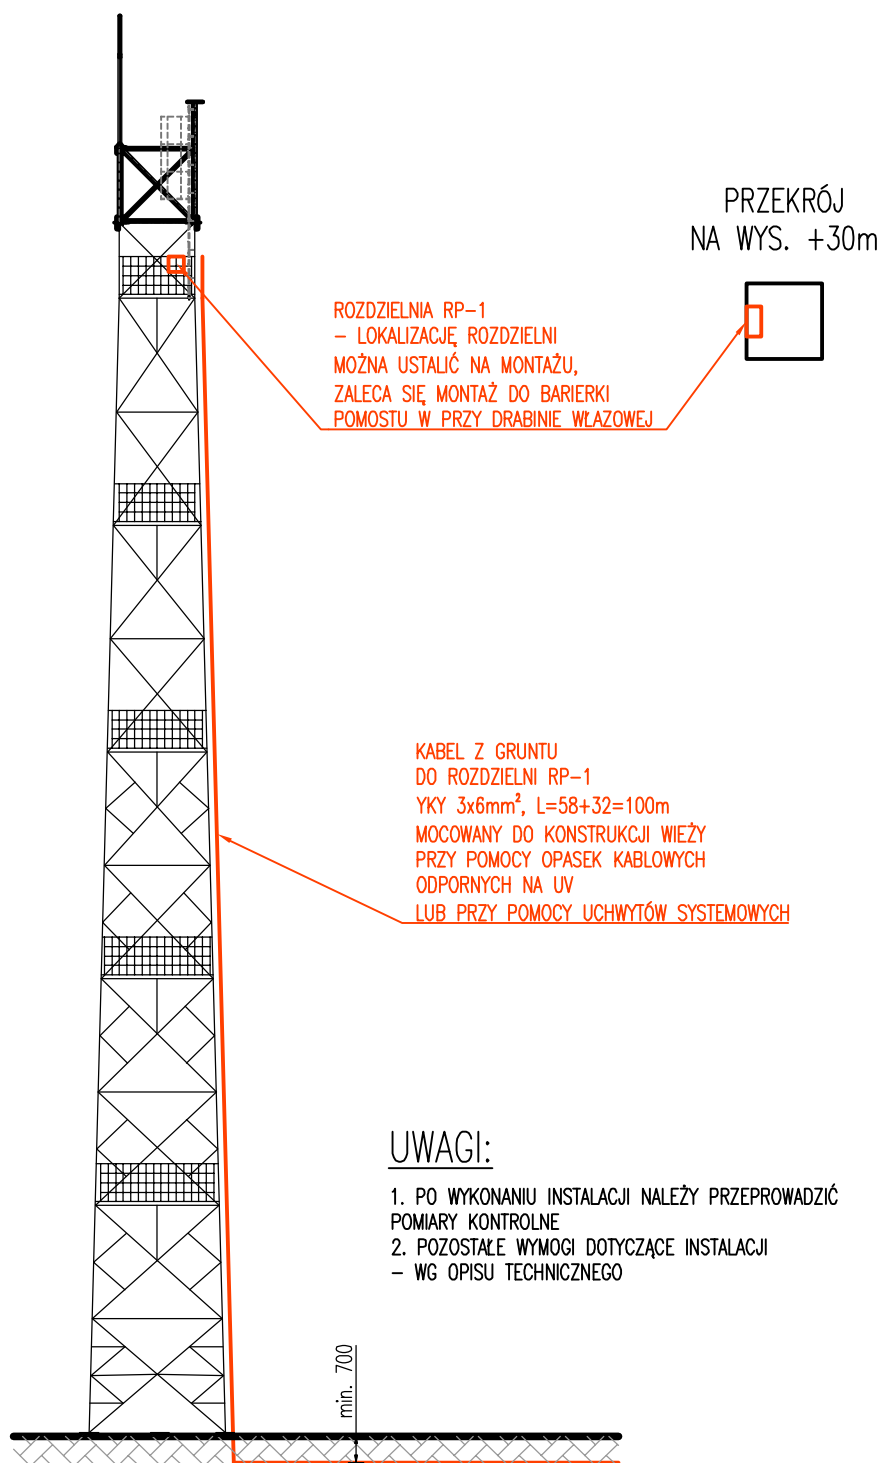 PRZEKRÓJ
NA WYS. +30m
ROZDZIELNIA RP-1
- LOKALIZACJĘ ROZDZIELNI
MOŻNA USTALIĆ NA MONTAŻU,
ZALECA SIĘ MONTAŻ DO BARIERKI
POMOSTU W PRZY DRABINIE WŁAZOWEJ
KABEL Z GRUNTU
DO ROZDZIELNI RP-1
YKY 3x6mm², L=58+32=100m
MOCOWANY DO KONSTRUKCJI WIEŻY
PRZY POMOCY OPASEK KABLOWYCH
ODPORNYCH NA UV
LUB PRZY POMOCY UCHWYTÓW SYSTEMOWYCH
UWAGI:
1. PO WYKONANIU INSTALACJI NALEŻY PRZEPROWADZIĆ
POMIARY KONTROLNE
2. POZOSTAŁE WYMOGI DOTYCZĄCE INSTALACJI
- WG OPISU TECHNICZNEGO
min. 700